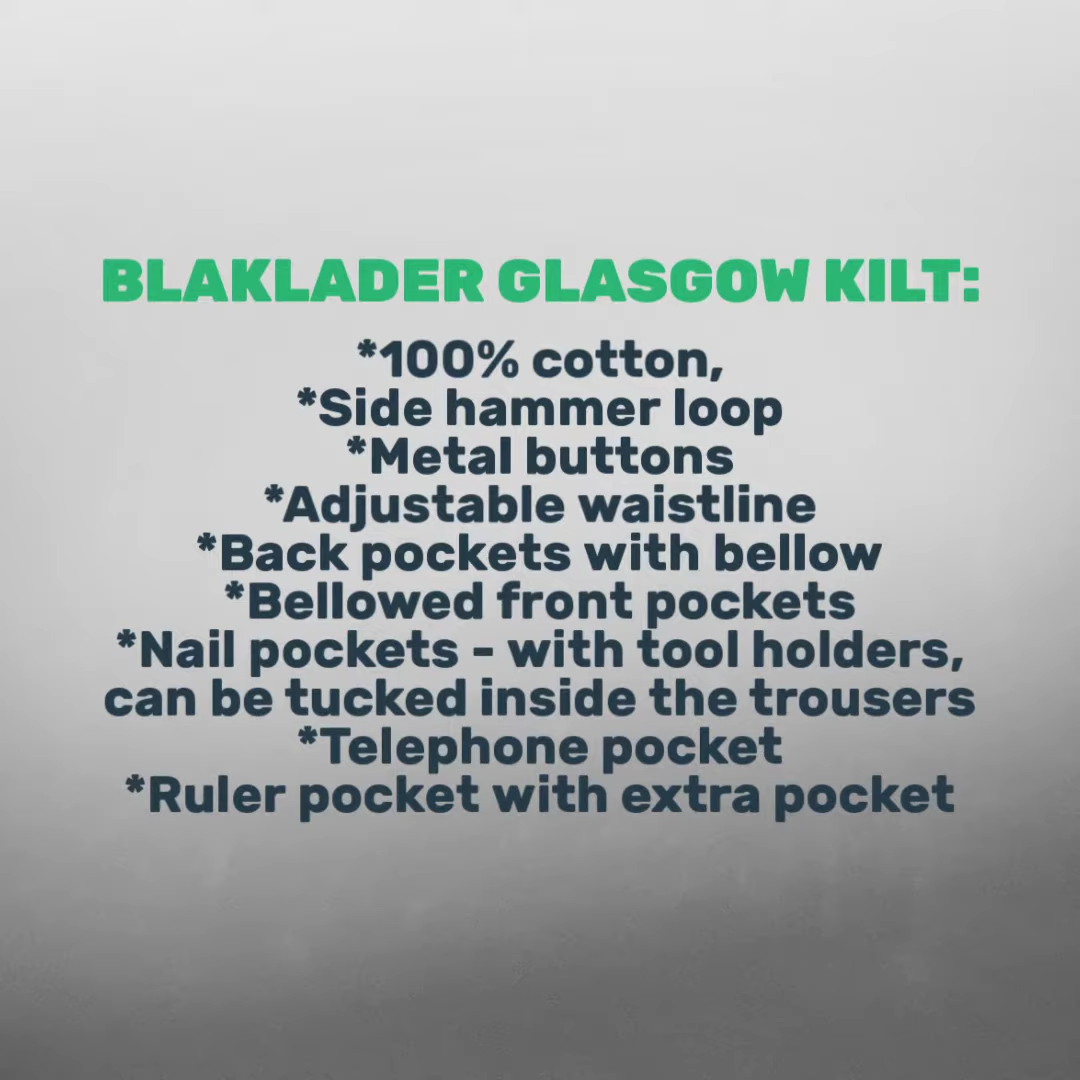 BLAKLADER GLASGOW KILT:
*100% cotton,
*Side hammer loop
*Metal buttons
*Adjustable waistline
*Back pockets with bellow
*Bellowed front pockets
*Nail pockets - with tool holders,
can be tucked inside the trousers
*Telephone pocket
*Ruler pocket with extra pocket